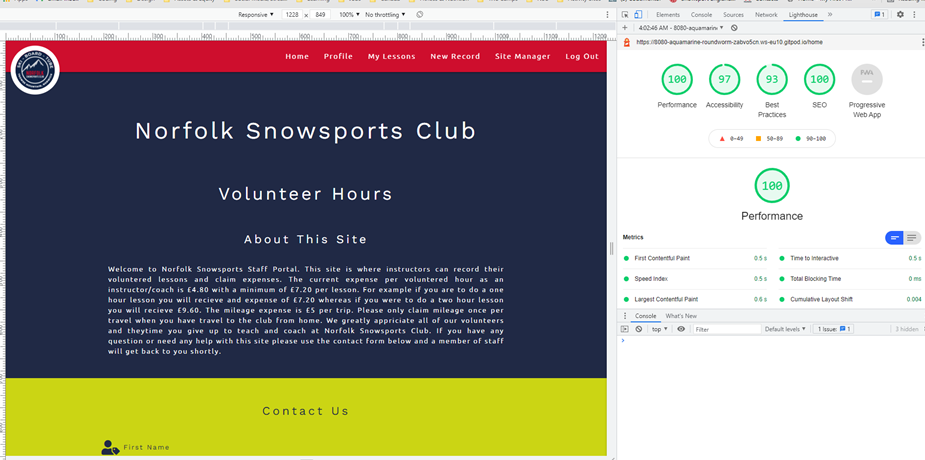 Responsive ▼ 1228 × 849 100% ▼ No throttling ▼
Elements Console Sources Network Lighthouse » 1
4:02:46 AM - 8080-aquamarin ▼
https://8080-aquamarine-roundworm-zabvo5cn.ws-eu10.gitpod.io/home
Home Profile My Lessons New Record Site Manager Log Out
Norfolk Snowsports Club
Volunteer Hours
About This Site
Welcome to Norfolk Snowsports Staff Portal. This site is where instructors can record their
voluntered lessons and claim expenses. The current expense per voluntered hour as an
instructor/coach is £4.80 with a minimum of £7.20 per lesson. For example if you are to do a one
hour lesson you will recieve and expense of £7.20 whereas if you were to do a two hour lesson
you will recieve £9.60. The mileage expense is £5 per trip. Please only claim mileage once per
travel when you have travel to the club from home. We greatly appriciate all of our volunteers
and theytime you give up to teach and coach at Norfolk Snowsports Club. If you have any
question or need any help with this site please use the contact form below and a member of staff
will get back to you shortly.
Contact Us
First Name
100 97 93 100
Performance Accessibility Best Practices SEO Progressive Web App
0–49 50–89 90–100
100
Performance
Metrics
First Contentful Paint 0.5 s
Time to Interactive 0.5 s
Speed Index 0.5 s
Total Blocking Time 0 ms
Largest Contentful Paint 0.6 s
Cumulative Layout Shift 0.004
Console What's New
top ▼ Filter Default levels ▼ 1 Issue: 1 3 hidden